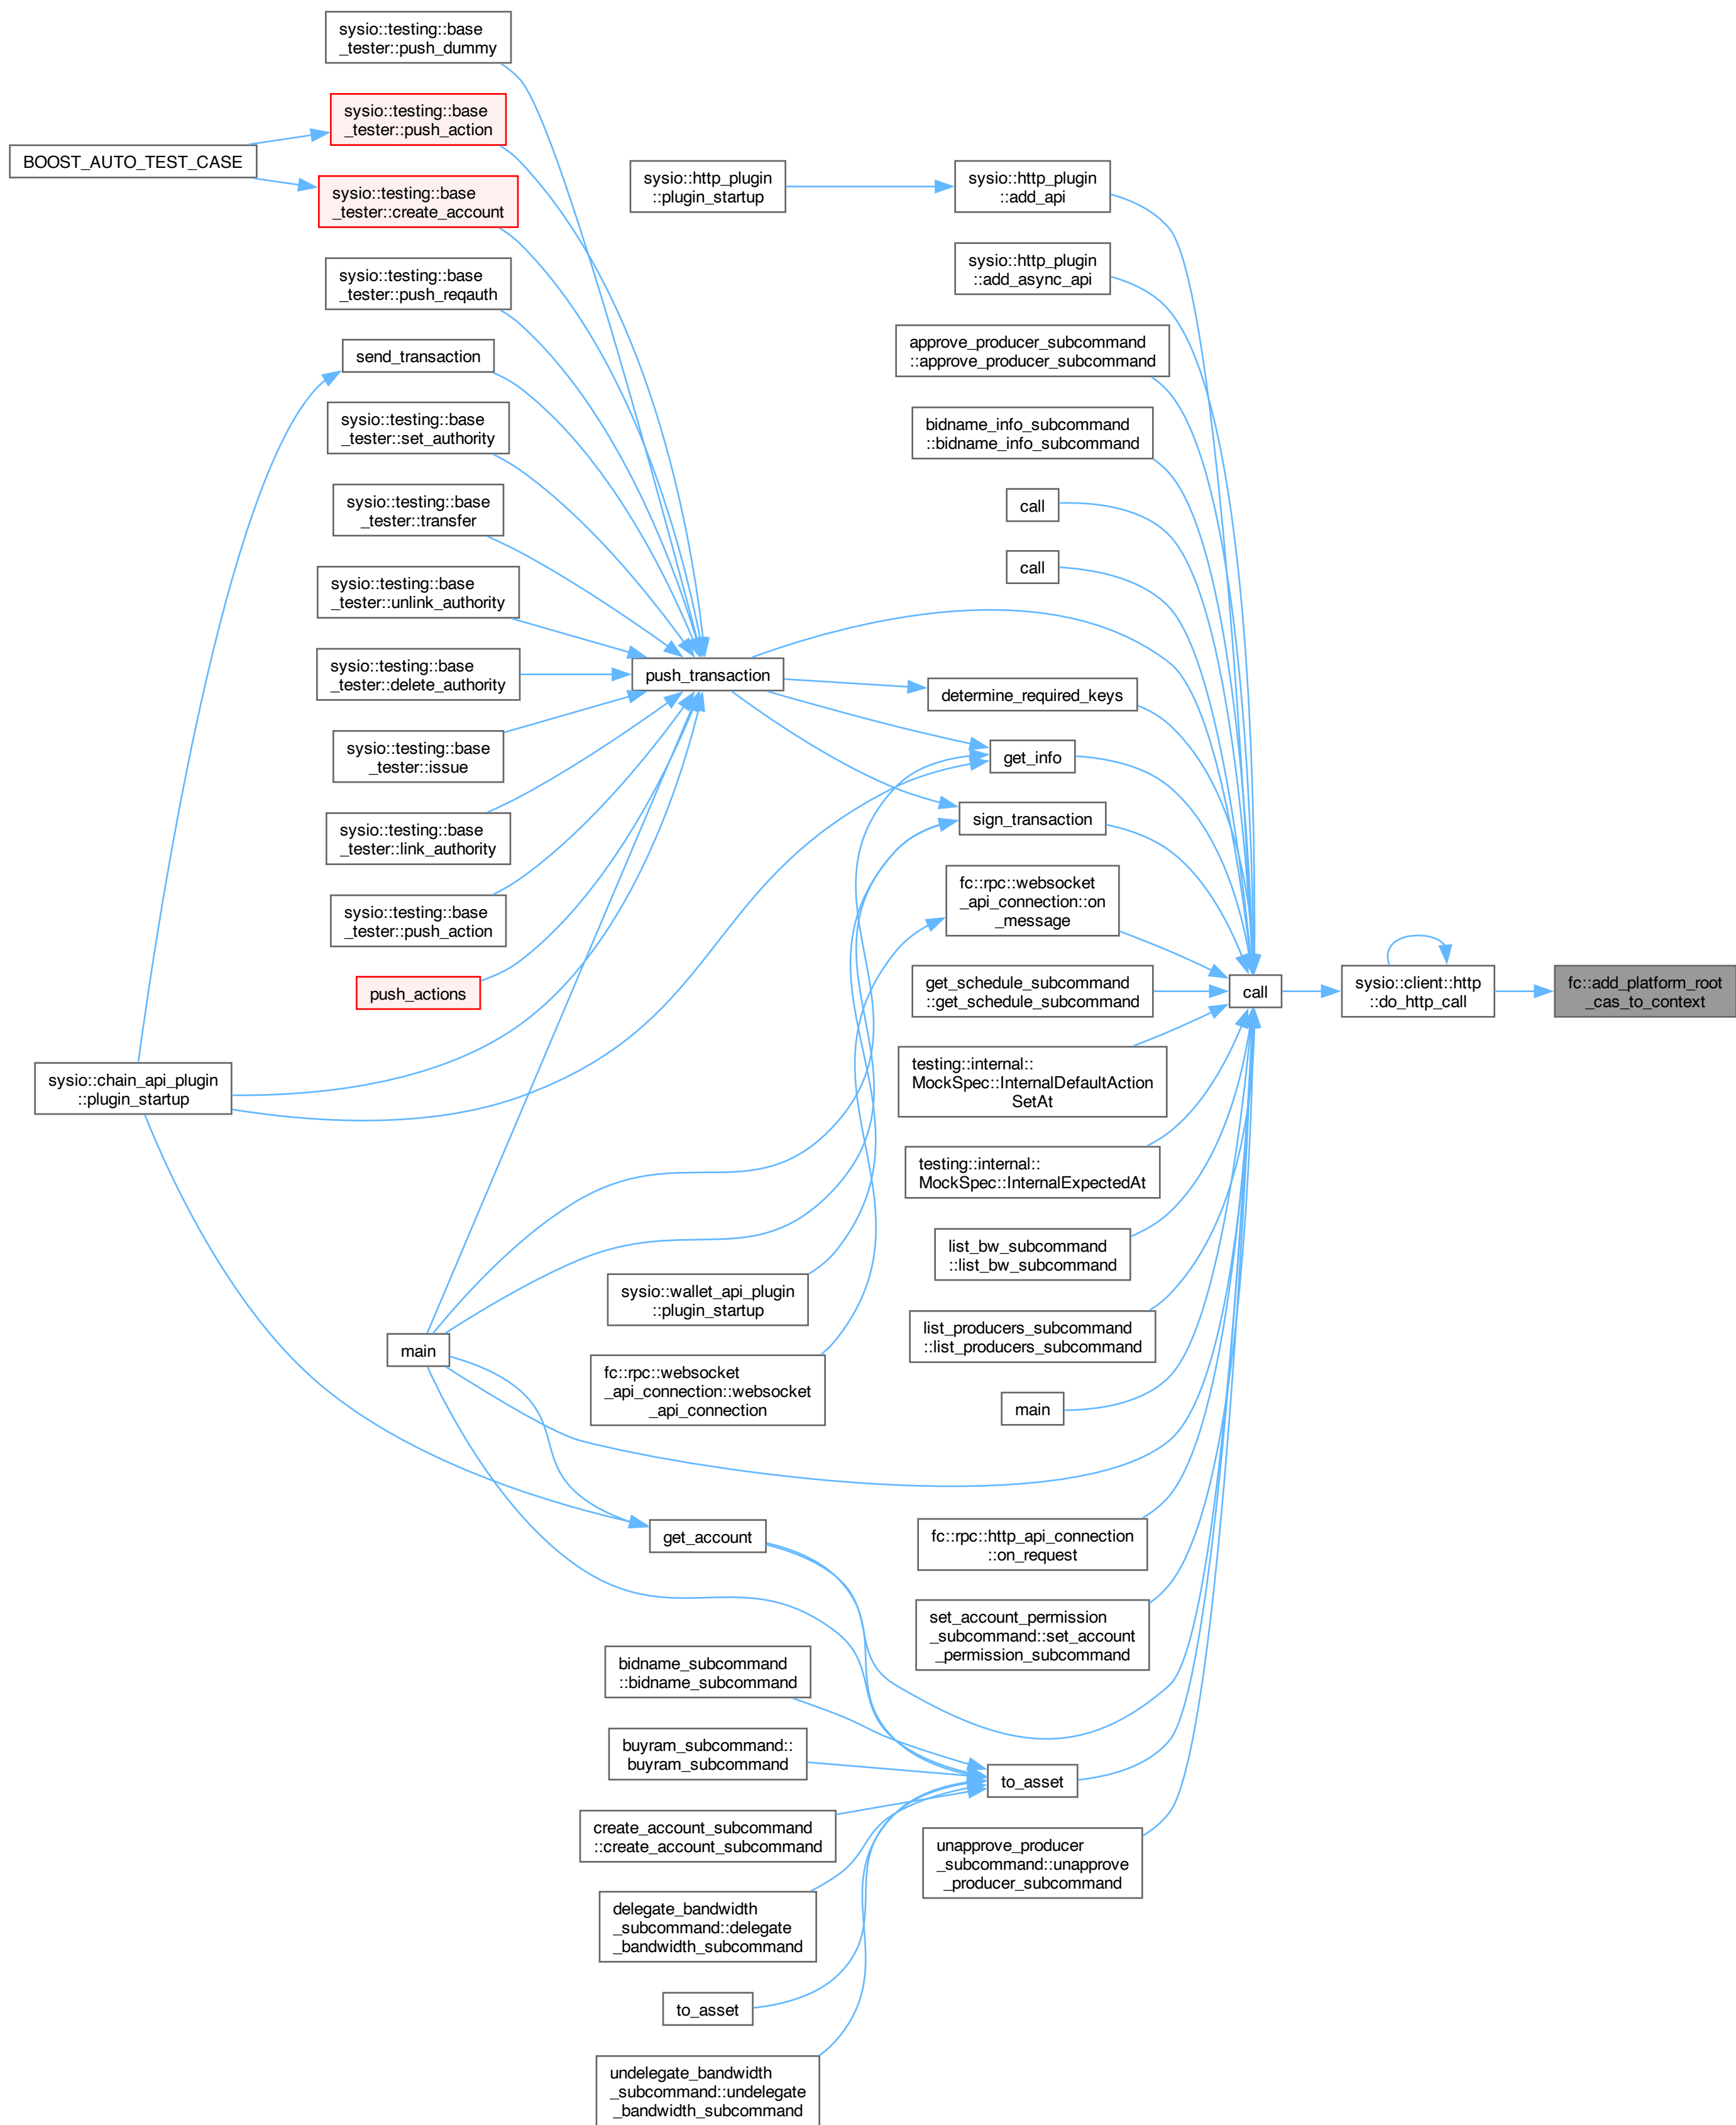 sysio::testing::base
_tester::push_dummy
sysio::testing::base
_tester::push_action
BOOST_AUTO_TEST_CASE
sysio::testing::base
_tester::create_account
sysio::testing::base
_tester::push_reqauth
send_transaction
sysio::testing::base
_tester::set_authority
sysio::testing::base
_tester::transfer
sysio::testing::base
_tester::unlink_authority
sysio::testing::base
_tester::delete_authority
sysio::testing::base
_tester::issue
sysio::testing::base
_tester::link_authority
sysio::testing::base
_tester::push_action
push_actions
sysio::chain_api_plugin
::plugin_startup
main
sysio::http_plugin
::plugin_startup
push_transaction
sysio::wallet_api_plugin
::plugin_startup
fc::rpc::websocket
_api_connection::websocket
_api_connection
get_account
bidname_subcommand
::bidname_subcommand
buyram_subcommand::
buyram_subcommand
create_account_subcommand
::create_account_subcommand
delegate_bandwidth
_subcommand::delegate
_bandwidth_subcommand
to_asset
undelegate_bandwidth
_subcommand::undelegate
_bandwidth_subcommand
sysio::http_plugin
::add_api
sysio::http_plugin
::add_async_api
approve_producer_subcommand
::approve_producer_subcommand
bidname_info_subcommand
::bidname_info_subcommand
call
call
determine_required_keys
get_info
sign_transaction
fc::rpc::websocket
_api_connection::on
_message
get_schedule_subcommand
::get_schedule_subcommand
testing::internal::
MockSpec::InternalDefaultAction
SetAt
testing::internal::
MockSpec::InternalExpectedAt
list_bw_subcommand
::list_bw_subcommand
list_producers_subcommand
::list_producers_subcommand
main
fc::rpc::http_api_connection
::on_request
set_account_permission
_subcommand::set_account
_permission_subcommand
to_asset
unapprove_producer
_subcommand::unapprove
_producer_subcommand
call
sysio::client::http
::do_http_call
fc::add_platform_root
_cas_to_context